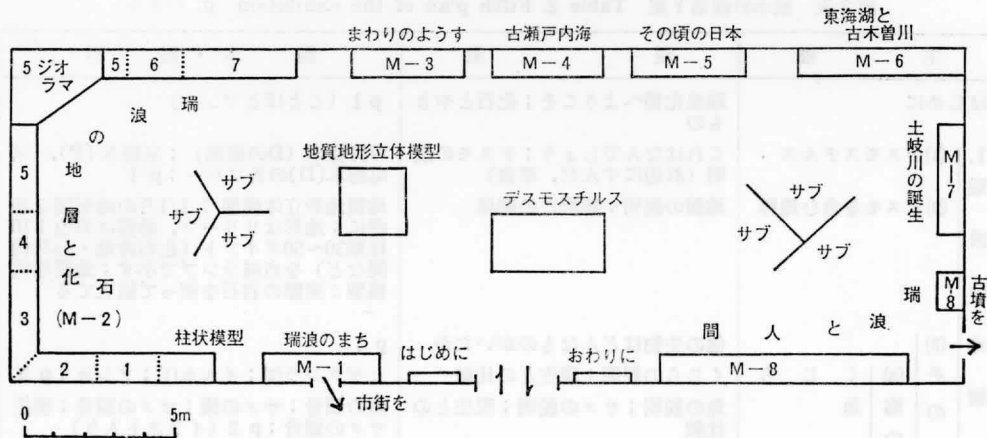 東海湖と
まわりのようす
古瀬戸内海
その頃の日本
古木曽川
5 ジオ
ラマ
5
6
7
M-3
M-4
M-5
M-6
瑞浪の地層と化石
(M-2)
5
4
3
2
地質地形立体模型
サブ
サブ
サブ
デスモスチルス
サブ
サブ
サブ
土岐川の誕生
M-7
M-8
古墳を
瑞浪と人間
柱状模型
瑞浪のまち
M-1
はじめに
おわりに
M-8
市街を
0
5m